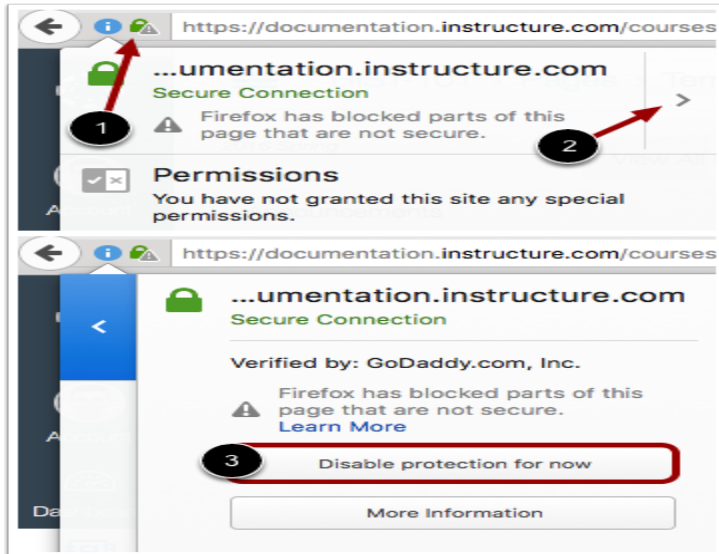 https://documentation.instructure.com/courses
...umentation.instructure.com
Secure Connection
Firefox has blocked parts of this
page that are not secure.
1
2
>
Permissions
You have not granted this site any special
permissions.
https://documentation.instructure.com/courses
<
...umentation.instructure.com
Secure Connection
Verified by: GoDaddy.com, Inc.
Firefox has blocked parts of this
page that are not secure.
Learn More
3
Disable protection for now
More Information